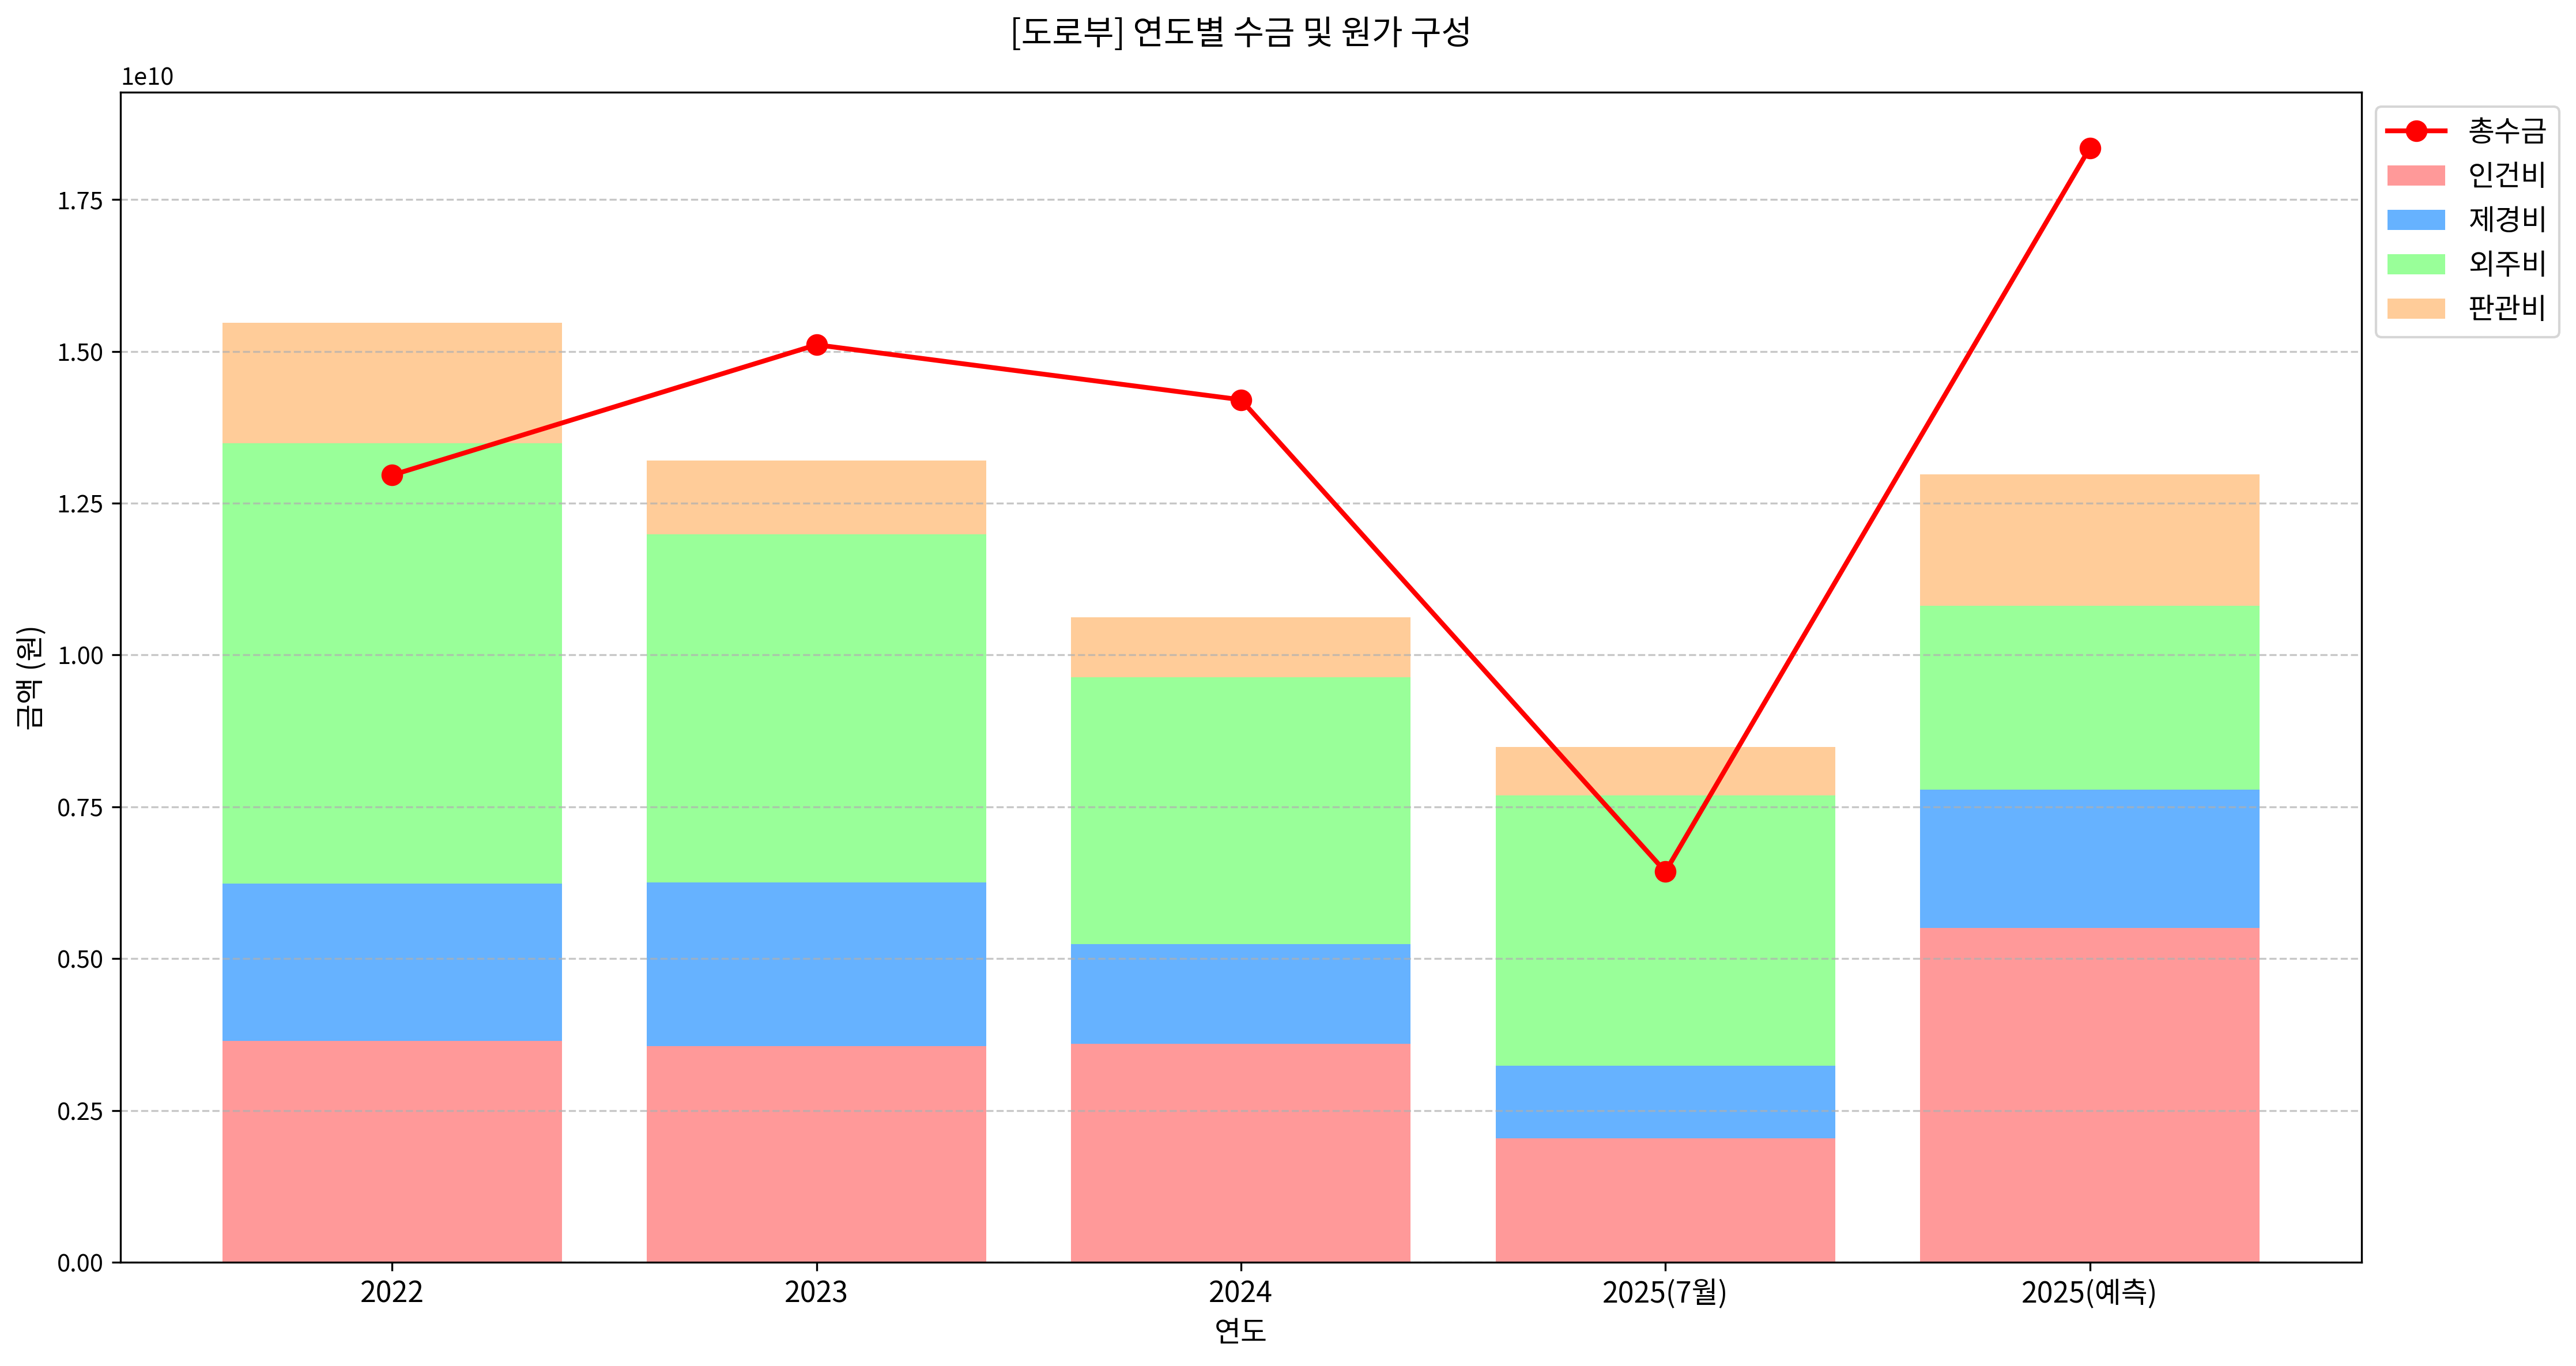 [도로부] 연도별 수금 및 원가 구성
1e10
1.75
1.50
1.25
1.00
0.75
0.50
0.25
0.00
금액 (원)
2022
2023
2024
2025(7월)
2025(예측)
연도
총수금
인건비
제경비
외주비
판관비